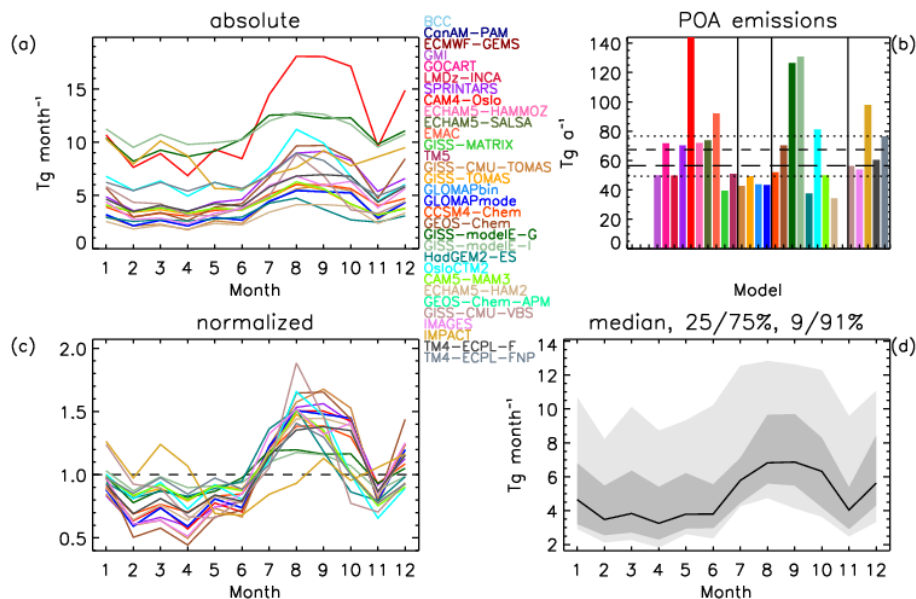 absolute
(a)
Tg month⁻¹
15
10
5
0
1 2 3 4 5 6 7 8 9 10 11 12
Month
BCC
CanAM-PAM
ECMWF-GEMS
GMI
GOCART
LMDz-INCA
SPRINTARS
CAM4-Oslo
ECHAM5-HAMMOZ
ECHAM5-SALSA
EMAC
GISS-MATRIX
TM5
GISS-CMU-TOMAS
GISS-TOMAS
GLOMAPbin
GLOMAPmode
CCSM4-Chem
GEOS-Chem
GISS-modelE-G
GISS-modelE-I
HadGEM2-ES
OsloCTM2
CAM5-MAM3
ECHAM5-HAM2
GEOS-Chem-APM
GISS-CMU-VBS
IMAGES
IMPACT
TM4-ECPL-F
TM4-ECPL-FNP
POA emissions
(b)
Tg a⁻¹
140
120
100
80
60
40
20
0
Model
normalized
(c)
2.0
1.5
1.0
0.5
1 2 3 4 5 6 7 8 9 10 11 12
Month
median, 25/75%, 9/91%
(d)
Tg month⁻¹
14
12
10
8
6
4
2
1 2 3 4 5 6 7 8 9 10 11 12
Month